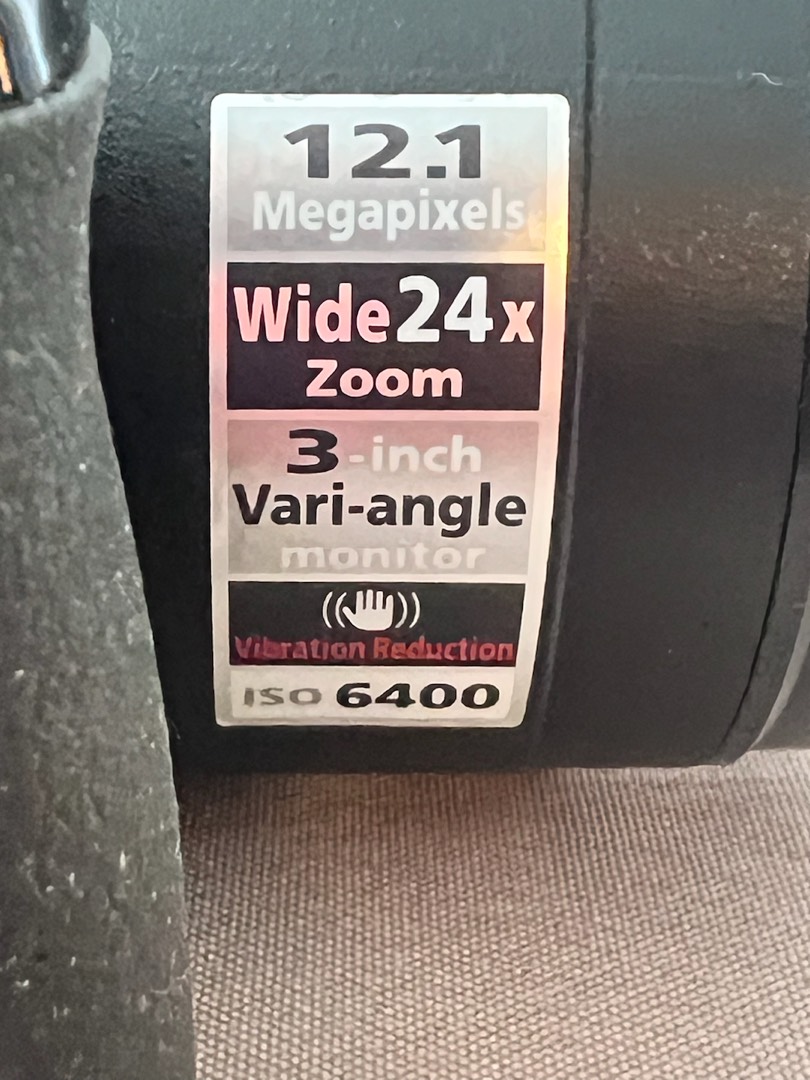 12.1
Megapixels
Wide 24x
Zoom
3-inch
Vari-angle
monitor
Vibration Reduction
ISO 6400